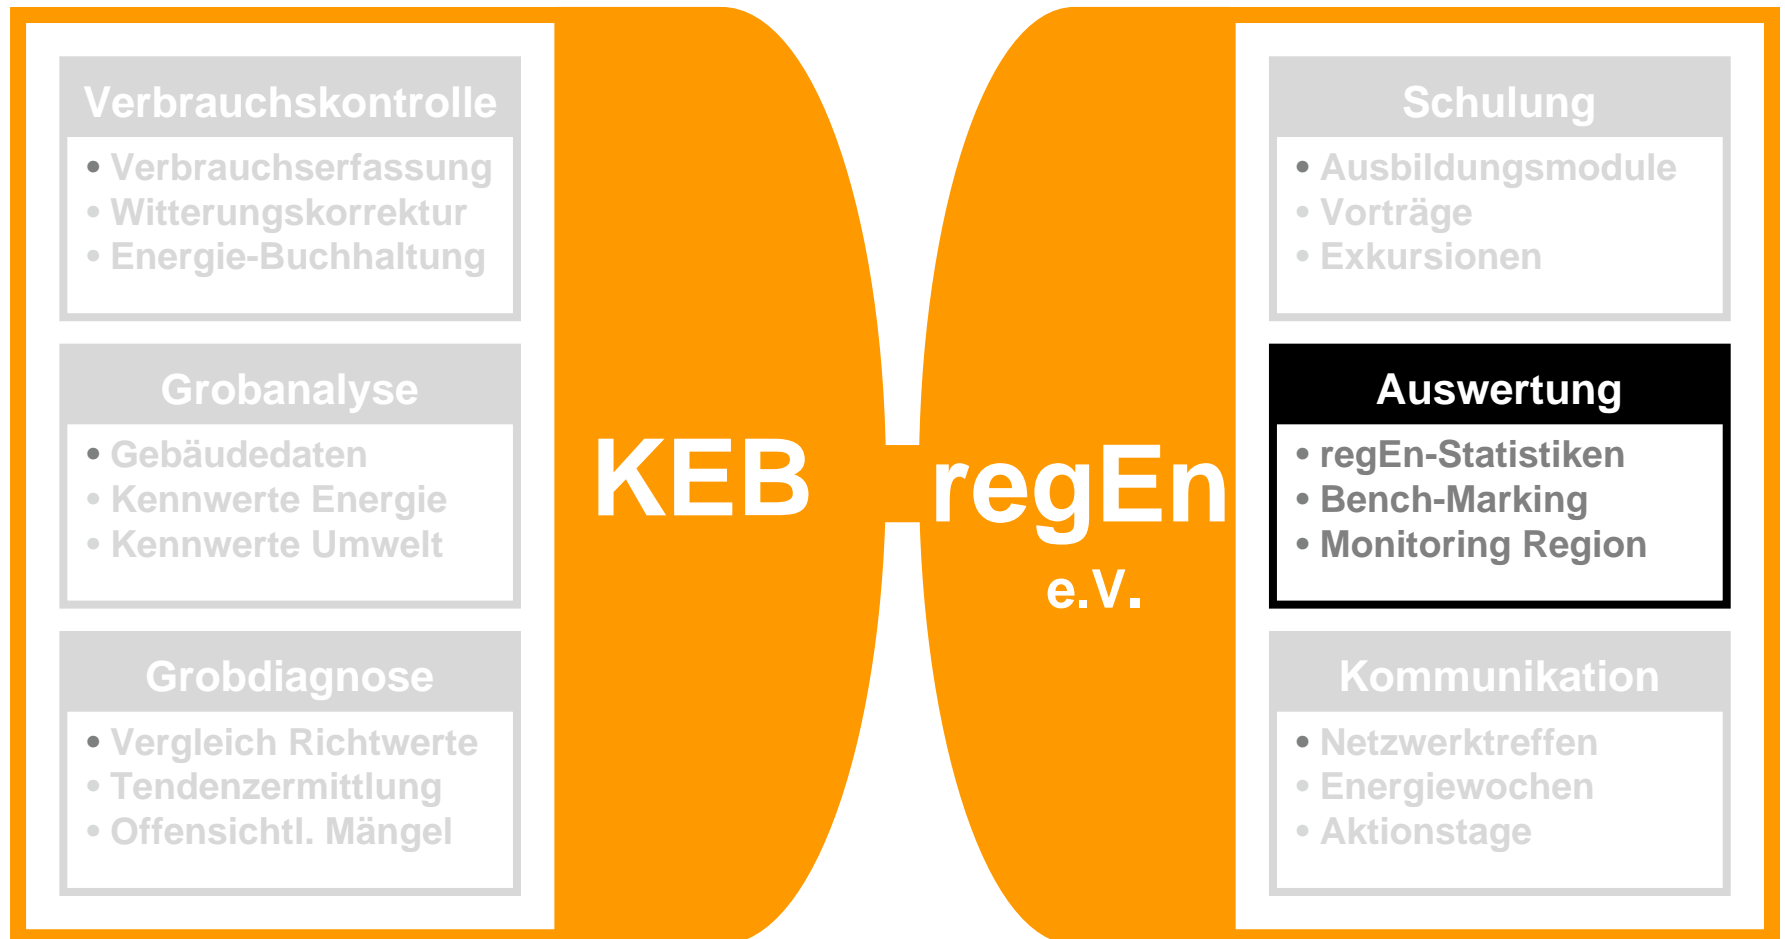 Verbrauchskontrolle
• Verbrauchserfassung
• Witterungskorrektur
• Energie-Buchhaltung
Grobanalyse
• Gebäudedaten
• Kennwerte Energie
• Kennwerte Umwelt
Grobdiagnose
• Vergleich Richtwerte
• Tendenzermittlung
• Offensichtl. Mängel
KEB
regEn
e.V.
Schulung
• Ausbildungsmodule
• Vorträge
• Exkursionen
Auswertung
• regEn-Statistiken
• Bench-Marking
• Monitoring Region
Kommunikation
• Netzwerktreffen
• Energiewochen
• Aktionstage